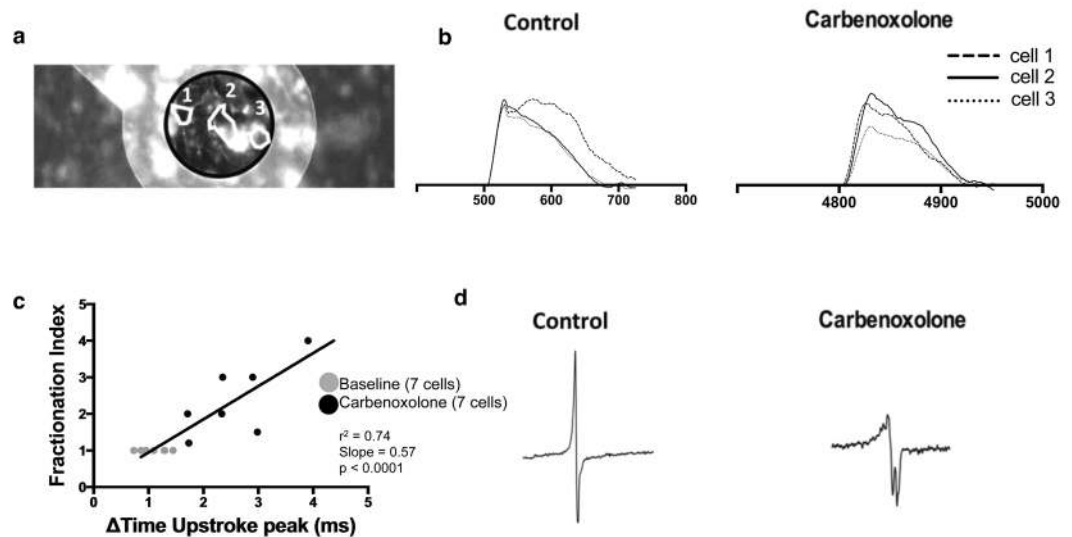 a
1
2
3
b
Control
Carbenoxolone
cell 1
cell 2
cell 3
500 600 700 800
4800 4900 5000
c
Fractionation Index
5
4
3
2
1
0
0 1 2 3 4 5
ΔTime Upstroke peak (ms)
Baseline (7 cells)
Carbenoxolone (7 cells)
r² = 0.74
Slope = 0.57
p < 0.0001
d
Control
Carbenoxolone